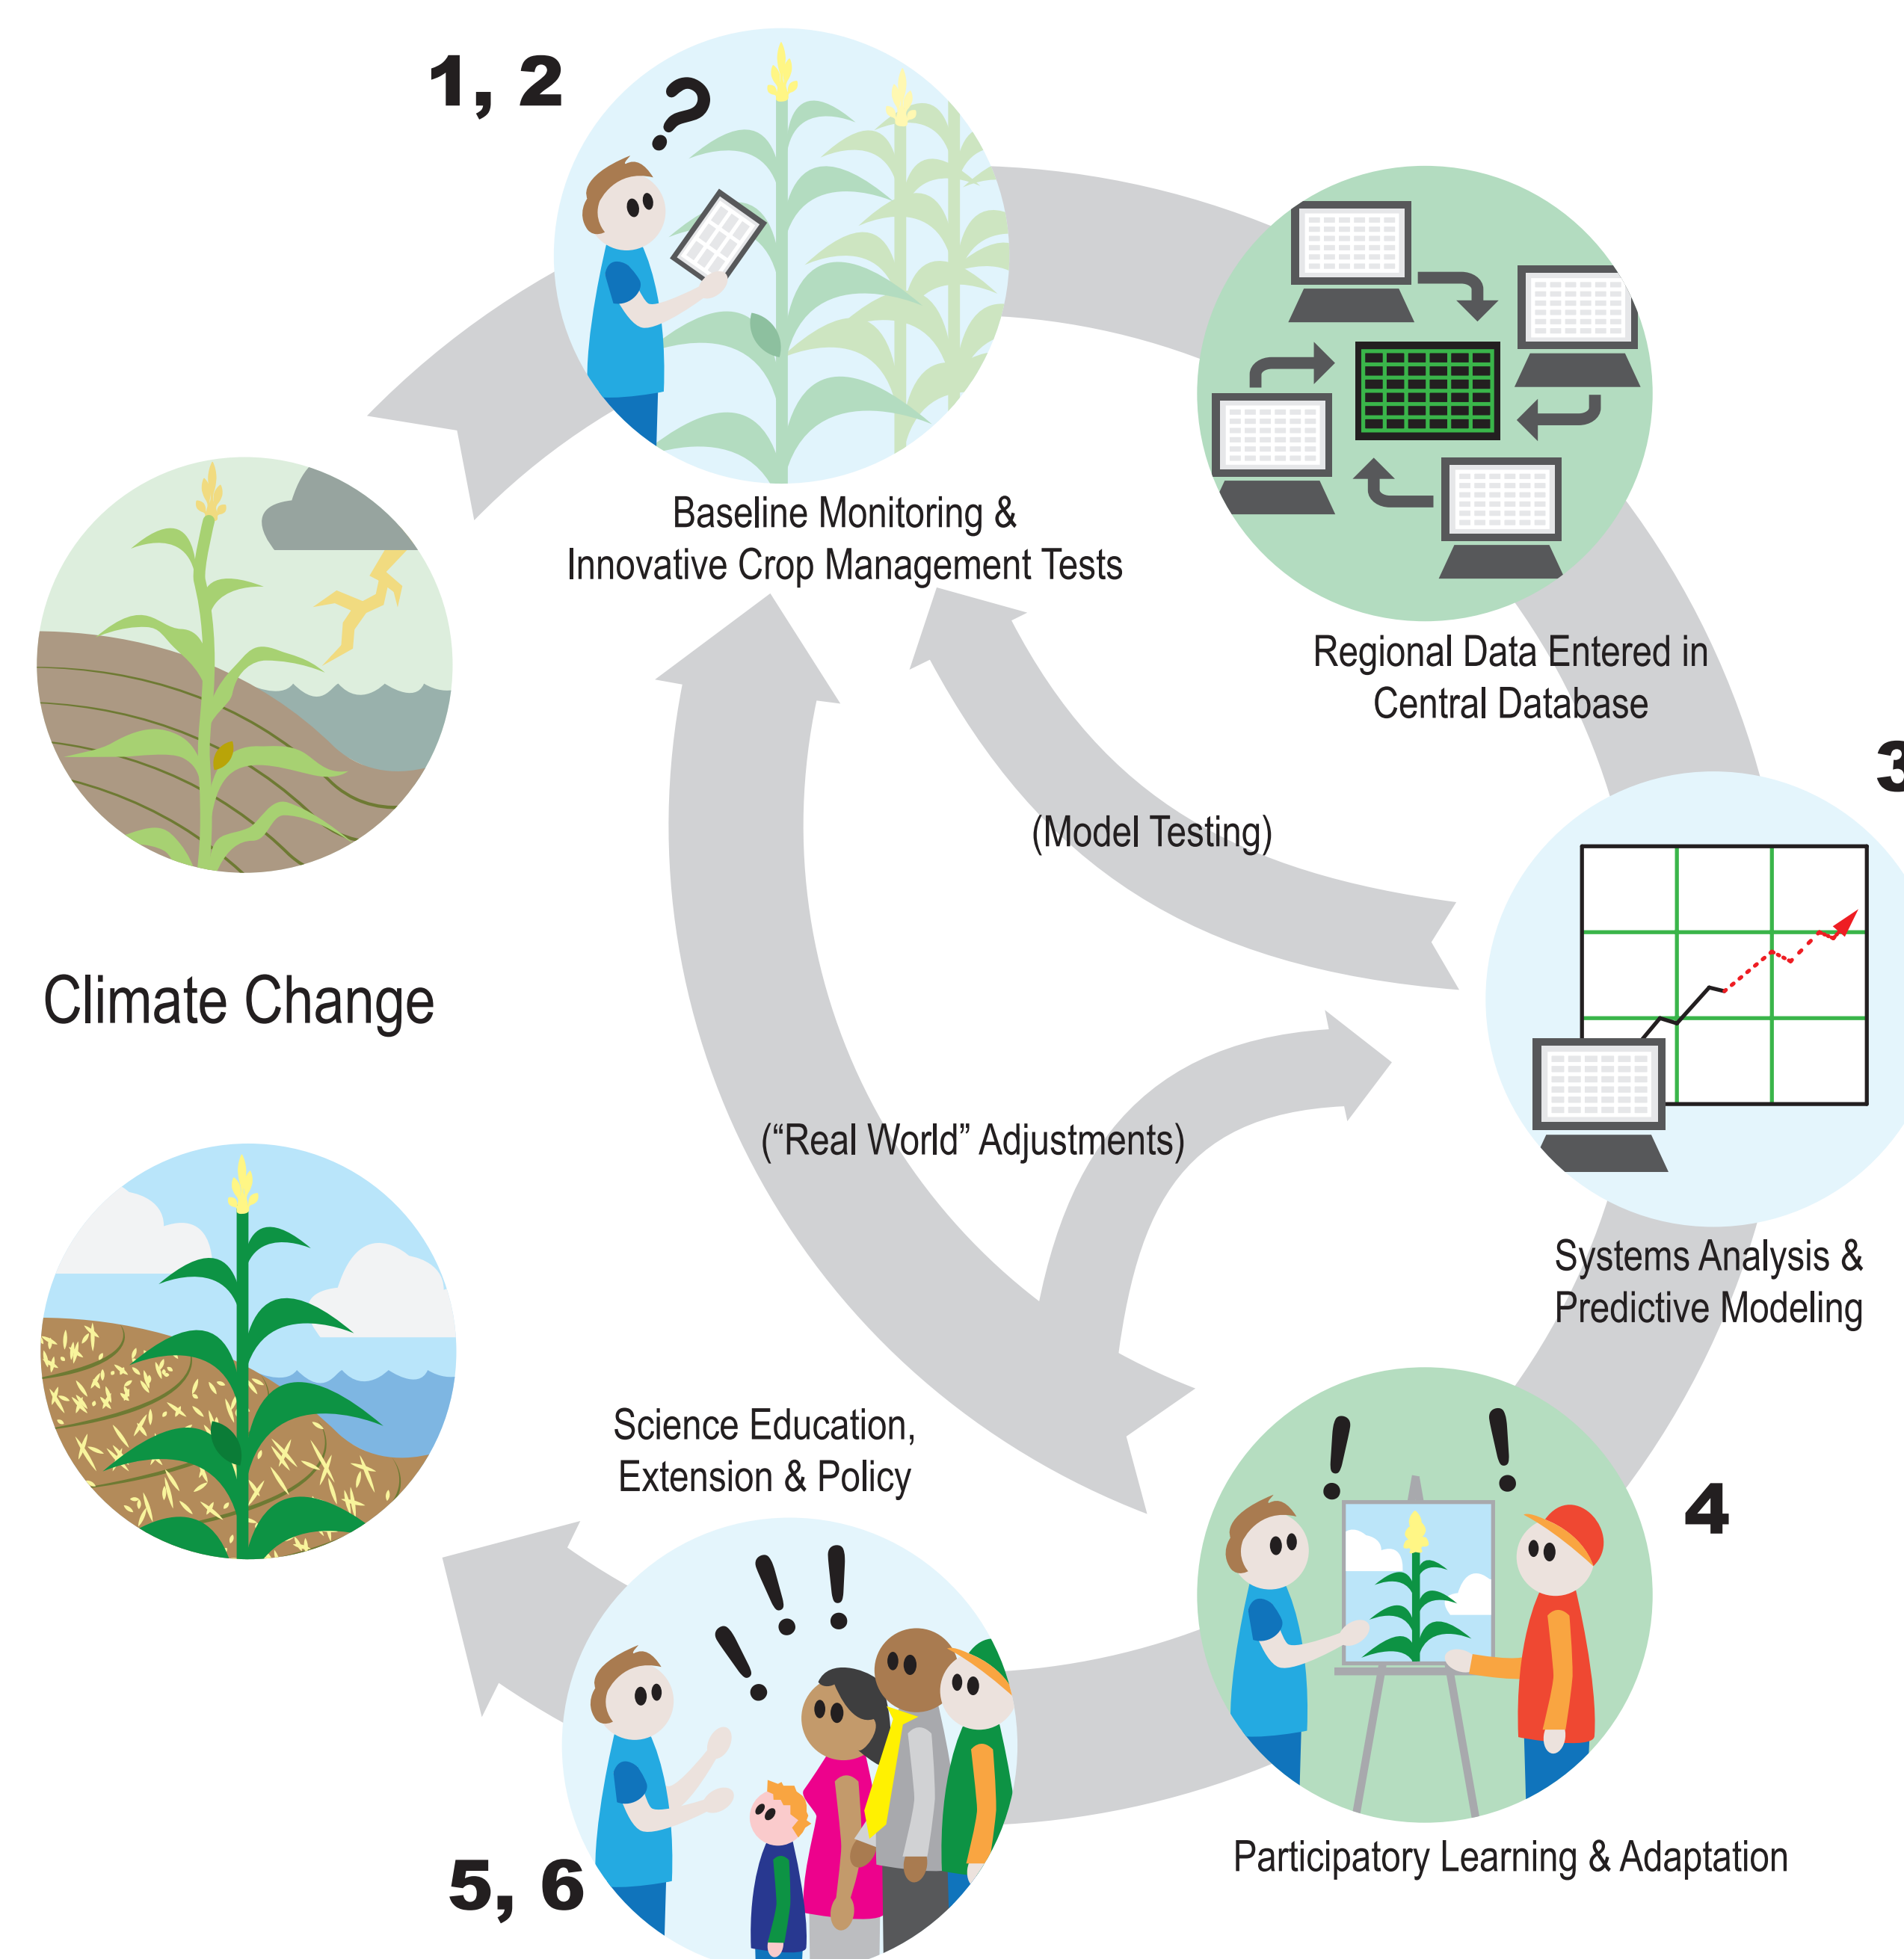 1, 2
?
Baseline Monitoring &
Innovative Crop Management Tests
Regional Data Entered in
Central Database
3
(Model Testing)
Climate Change
(“Real World” Adjustments)
Systems Analysis &
Predictive Modeling
Science Education,
Extension & Policy
! !
4
! ! !
Participatory Learning & Adaptation
5, 6